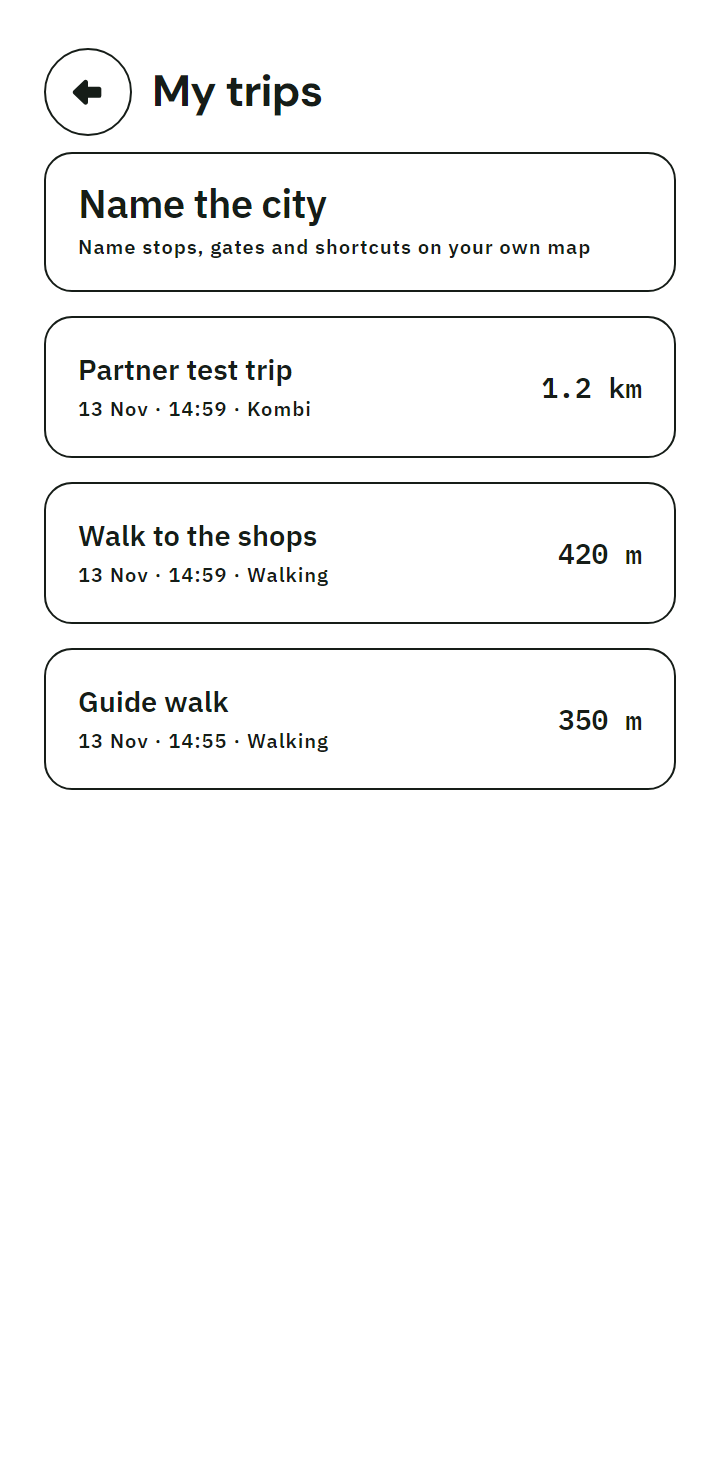 My trips
Name the city
Name stops, gates and shortcuts on your own map
Partner test trip
13 Nov · 14:59 · Kombi
1.2 km
Walk to the shops
13 Nov · 14:59 · Walking
420 m
Guide walk
13 Nov · 14:55 · Walking
350 m